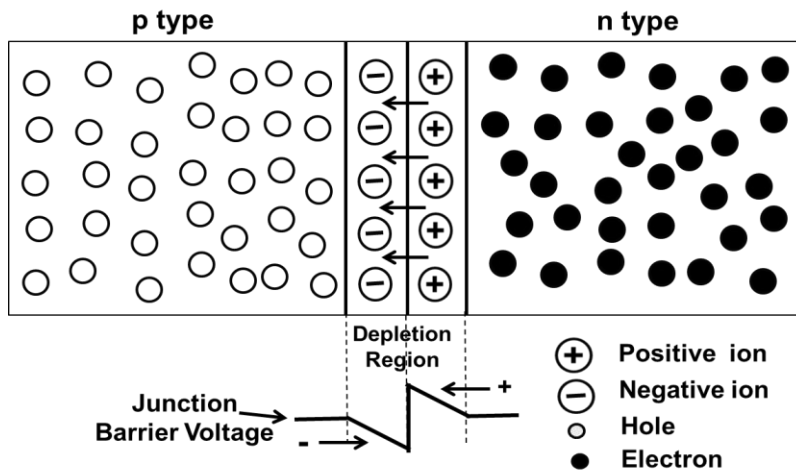 p type
n type
Depletion
Region
Junction
Barrier Voltage
-
+
Positive ion
Negative ion
Hole
Electron